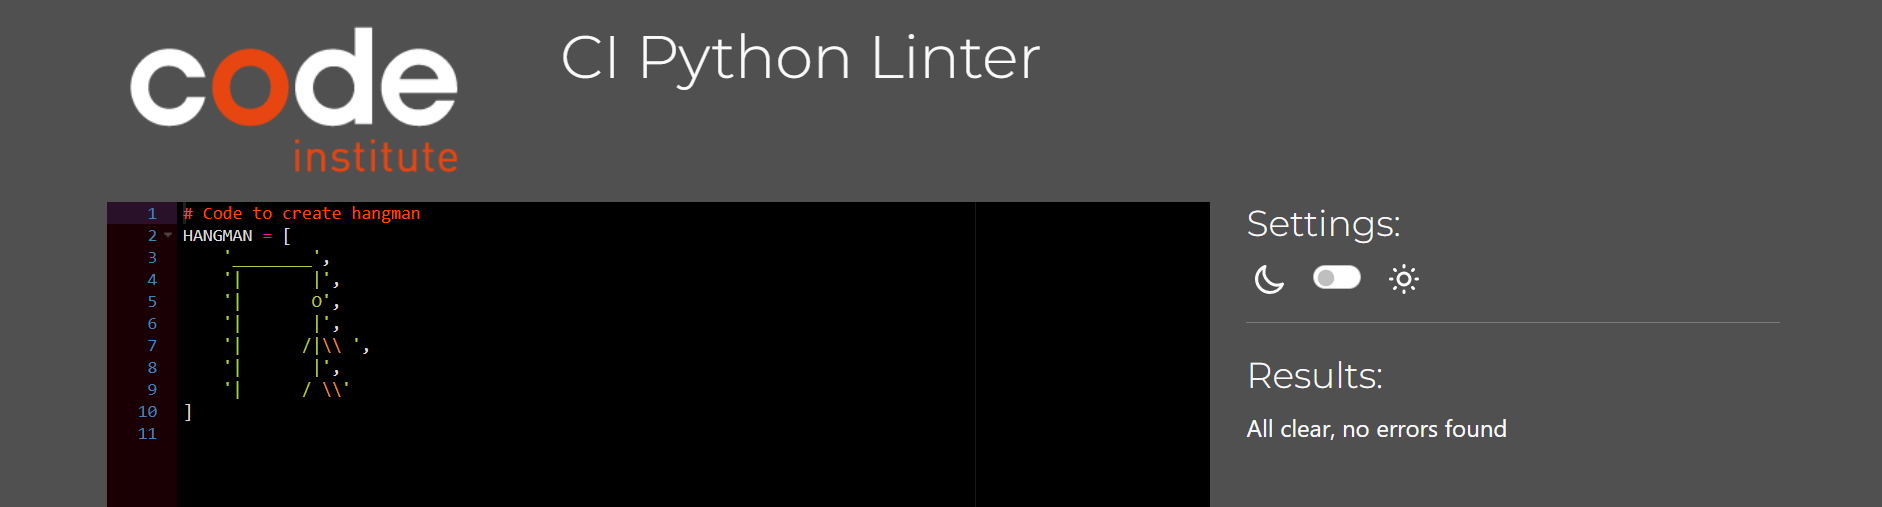 code
institute
CI Python Linter
1 # Code to create hangman
2 HANGMAN = [
3     '________',
4     '|       |',
5     '|       O',
6     '|       |',
7     '|      /|\\ ',
8     '|       |',
9     '|      / \\'
10 ]
11
Settings:
Results:
All clear, no errors found